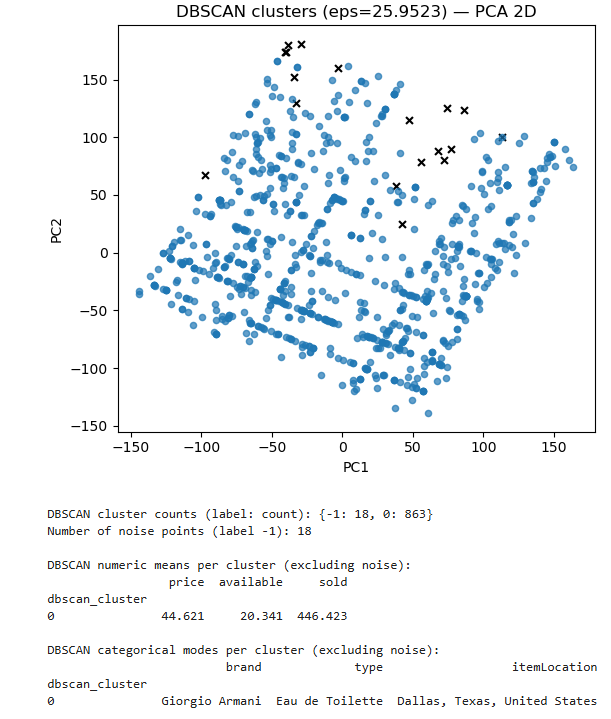 DBSCAN clusters (eps=25.9523) — PCA 2D
150
100
50
0
−50
−100
−150
PC2
−150 −100 −50 0 50 100 150
PC1
DBSCAN cluster counts (label: count): {-1: 18, 0: 863}
Number of noise points (label -1): 18
DBSCAN numeric means per cluster (excluding noise):
price available sold
dbscan_cluster
0 44.621 20.341 446.423
DBSCAN categorical modes per cluster (excluding noise):
brand type itemLocation
dbscan_cluster
0 Giorgio Armani Eau de Toilette Dallas, Texas, United States